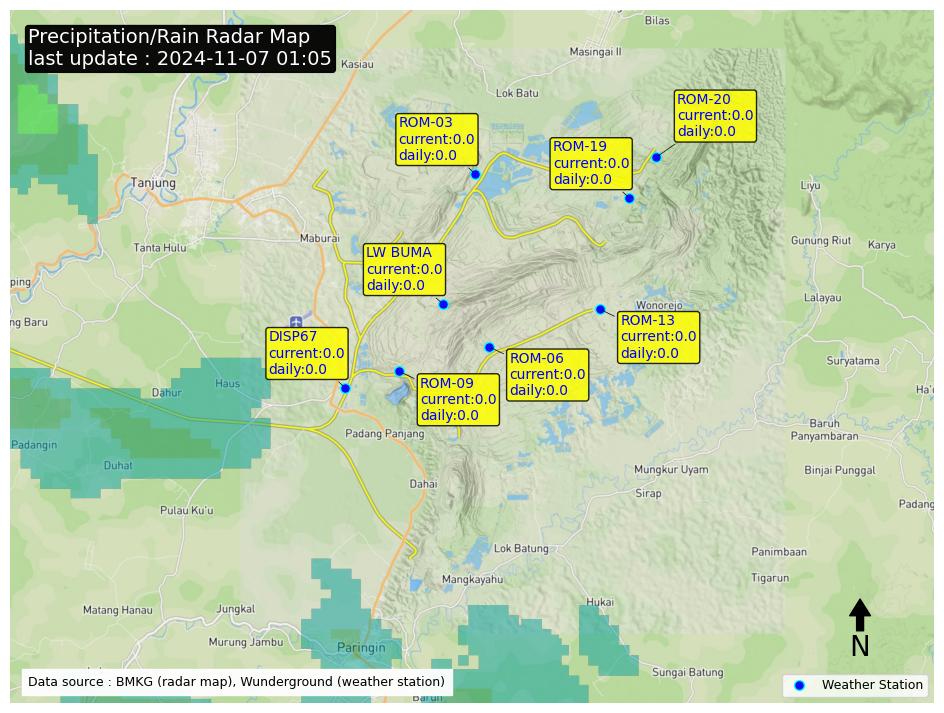 Precipitation/Rain Radar Map
last update : 2024-11-07 01:05
Bilas
Masingai II
Kasiau
Lok Batu
ROM-20
current:0.0
daily:0.0
ROM-03
current:0.0
daily:0.0
ROM-19
current:0.0
daily:0.0
Tanjung
Liyu
Maburai
Tanta Hulu
Gunung Riut
Karya
LW BUMA
current:0.0
daily:0.0
ping
Lalayau
Wonorejo
ng Baru
ROM-13
current:0.0
daily:0.0
DISP67
current:0.0
daily:0.0
ROM-06
current:0.0
daily:0.0
Suryatama
Haus
Dahur
ROM-09
current:0.0
daily:0.0
Ha'o
Padang Panjang
Baruh
Panyambaran
Padangin
Duhat
Mungkur Uyam
Binjai Punggal
Dahai
Sirap
Padang
Pulau Ku'u
Lok Batung
Panimbaan
Mangkayahu
Tigarun
Matang Hanau
Jungkal
Hukai
Murung Jambu
Paringin
N
Sungai Batung
Data source : BMKG (radar map), Wunderground (weather station)
Weather Station